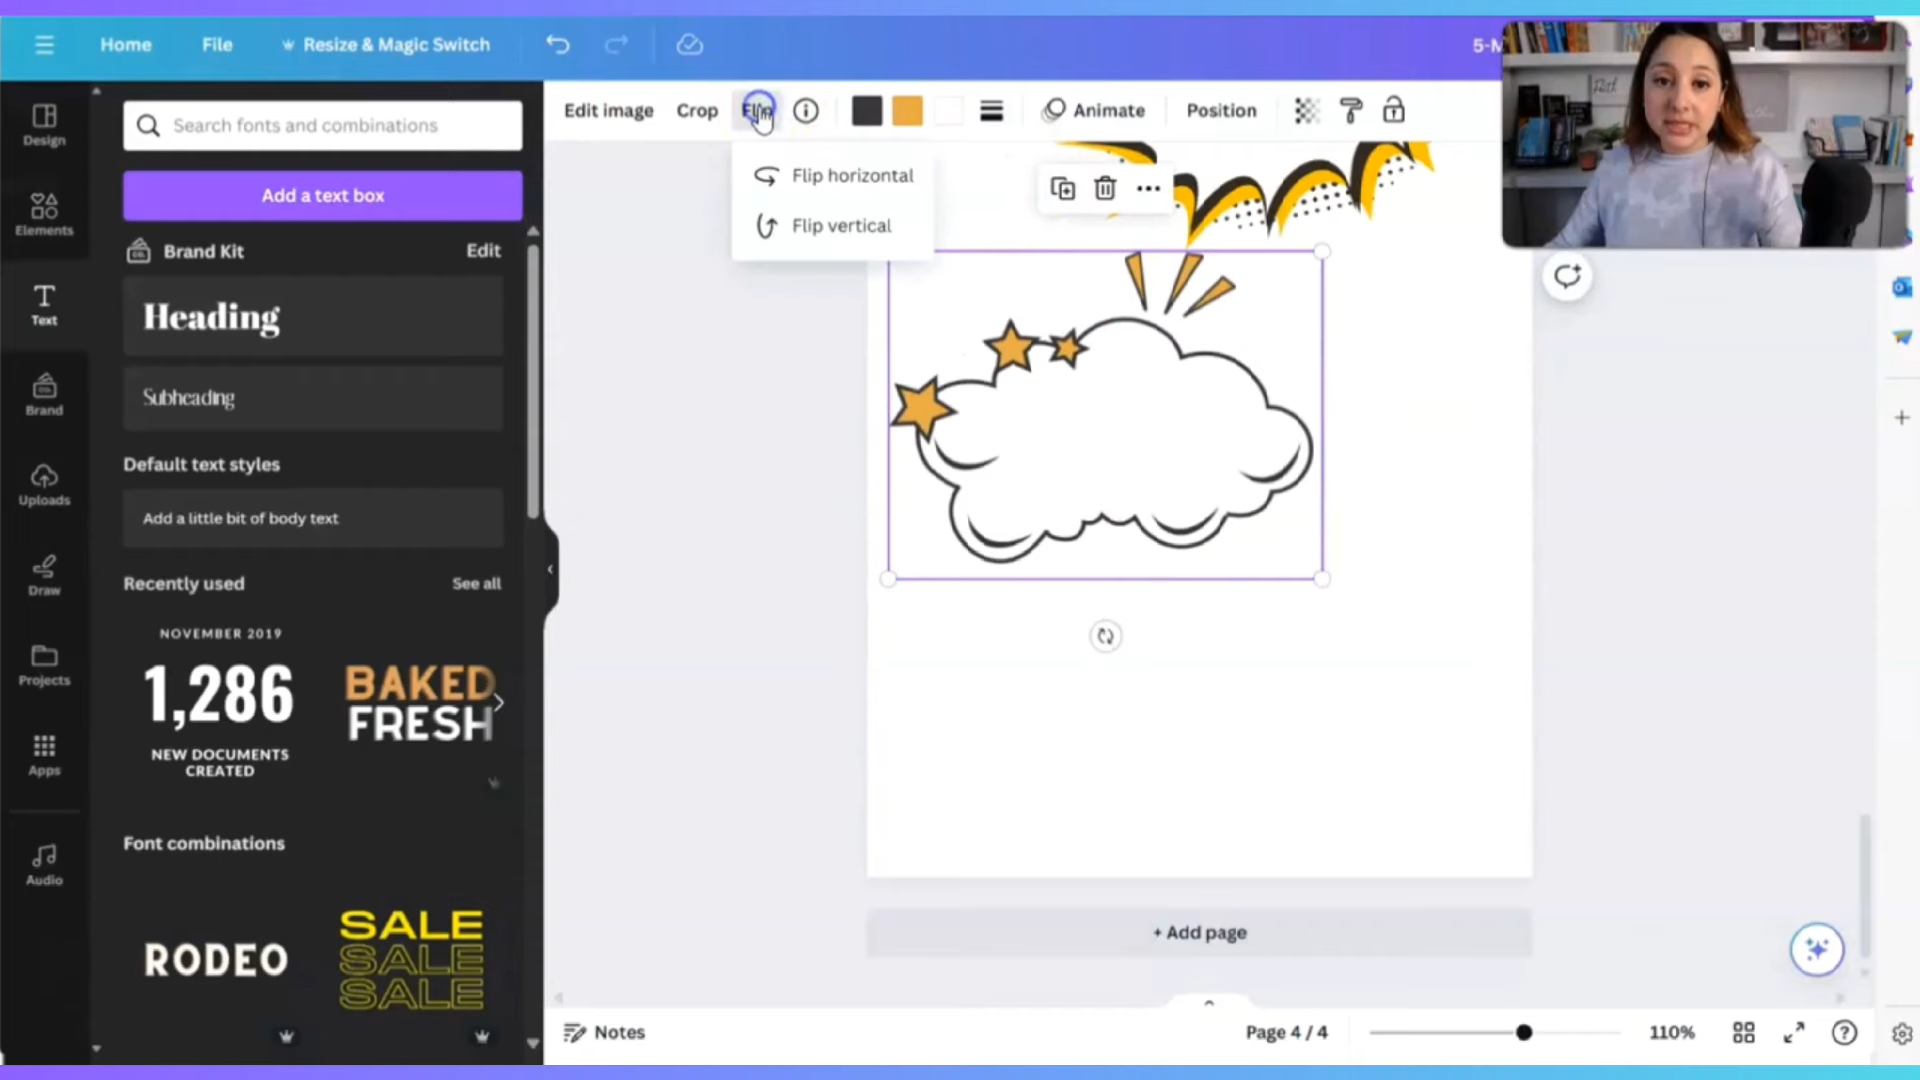 Home
File
Resize & Magic Switch
5-M
Design
Elements
Text
Brand
Uploads
Draw
Projects
Apps
Audio
Search fonts and combinations
Add a text box
Brand Kit
Edit
Heading
Subheading
Default text styles
Add a little bit of body text
Recently used
See all
NOVEMBER 2019
1,286
NEW DOCUMENTS
CREATED
BAKED
FRESH
Font combinations
RODEO
SALE
SALE
SALE
Edit image
Crop
Flip
Animate
Position
Flip horizontal
Flip vertical
+ Add page
Notes
Page 4 / 4
110%